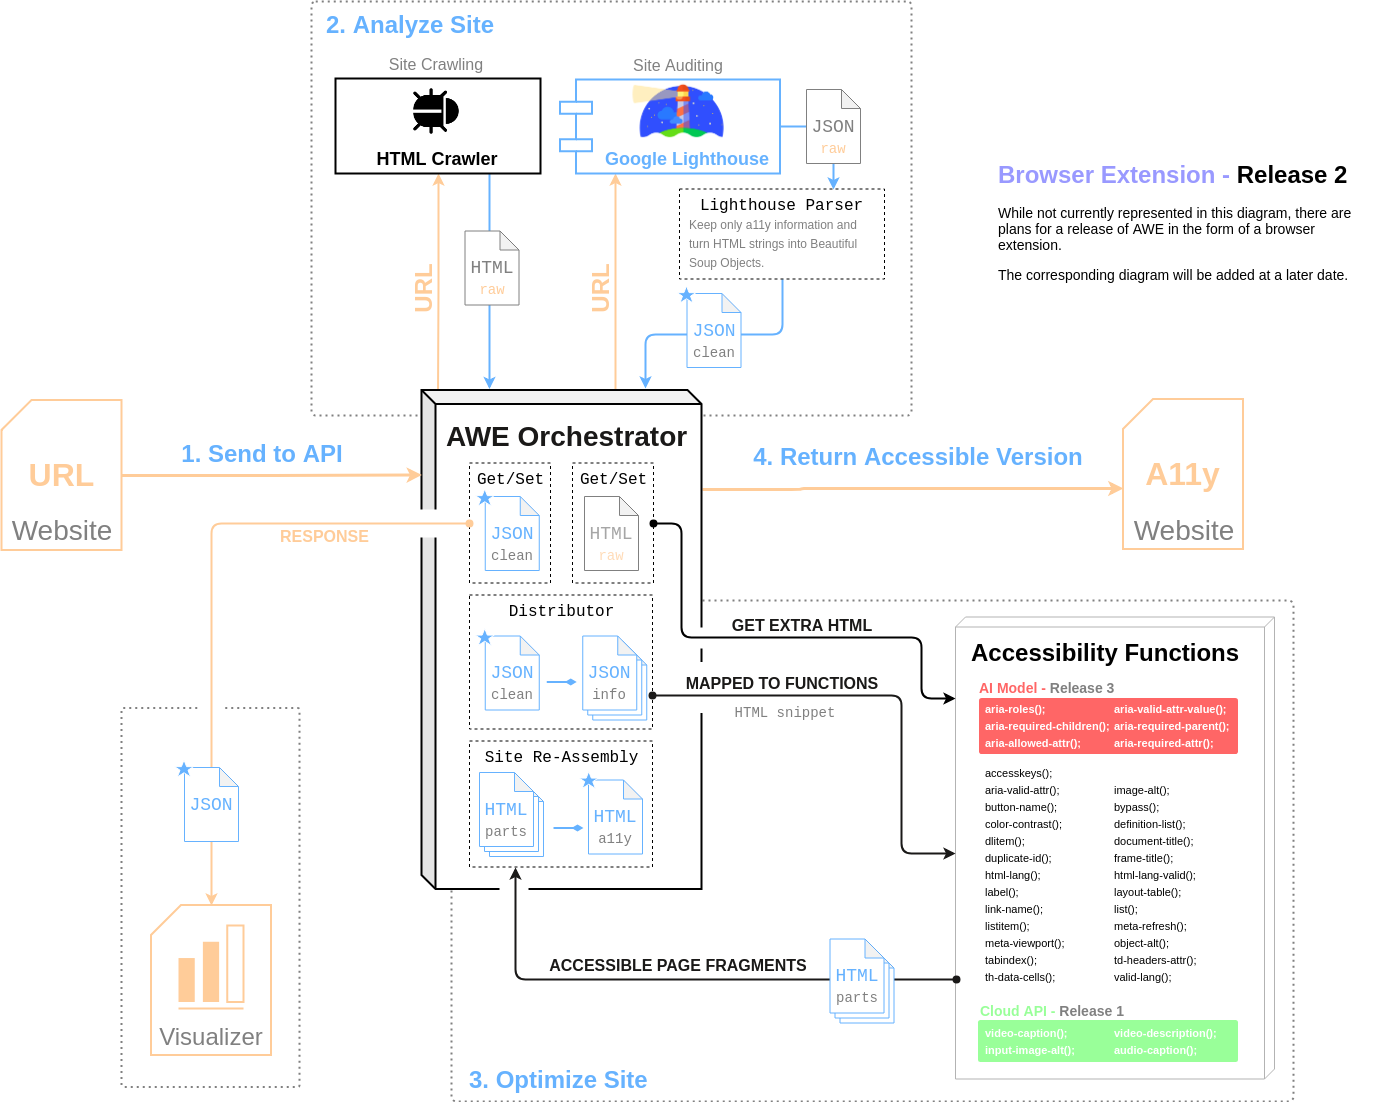 2. Analyze Site
Site Crawling
Site Auditing
HTML Crawler
Google Lighthouse
JSON
raw
Lighthouse Parser
Keep only a11y information and
turn HTML strings into Beautiful
Soup Objects.
URL
HTML
raw
URL
JSON
clean
Browser Extension - Release 2
While not currently represented in this diagram, there are
plans for a release of AWE in the form of a browser
extension.
The corresponding diagram will be added at a later date.
URL
Website
1. Send to API
AWE Orchestrator
Get/Set
JSON
clean
Get/Set
HTML
raw
Distributor
JSON
clean
JSON
info
Site Re-Assembly
HTML
parts
HTML
a11y
4. Return Accessible Version
A11y
Website
RESPONSE
JSON
Visualizer
GET EXTRA HTML
MAPPED TO FUNCTIONS
HTML snippet
ACCESSIBLE PAGE FRAGMENTS
HTML
parts
3. Optimize Site
Accessibility Functions
AI Model - Release 3
aria-roles(); aria-valid-attr-value();
aria-required-children(); aria-required-parent();
aria-allowed-attr(); aria-required-attr();
accesskeys();
aria-valid-attr(); image-alt();
button-name(); bypass();
color-contrast(); definition-list();
dlitem(); document-title();
duplicate-id(); frame-title();
html-lang(); html-lang-valid();
label(); layout-table();
link-name(); list();
listitem(); meta-refresh();
meta-viewport(); object-alt();
tabindex(); td-headers-attr();
th-data-cells(); valid-lang();
Cloud API - Release 1
video-caption(); video-description();
input-image-alt(); audio-caption();